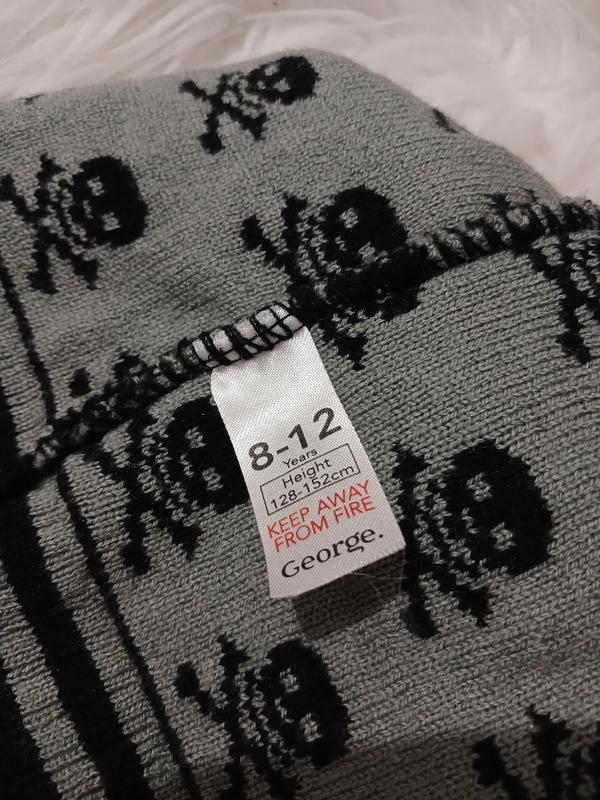 8-12
Years
Height
128-152cm
KEEP AWAY
FROM FIRE
George.